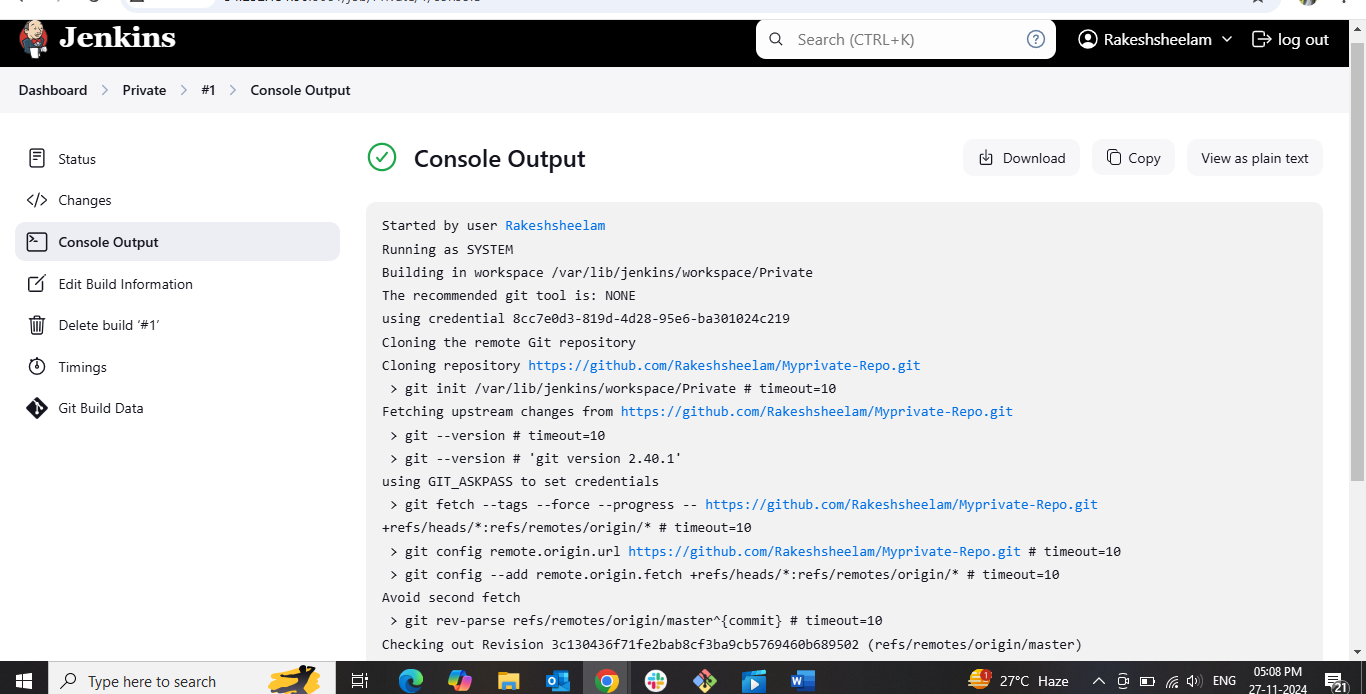 Jenkins
Search (CTRL+K)
?
Rakeshsheelam
log out
Dashboard > Private > #1 > Console Output
Status
Changes
Console Output
Edit Build Information
Delete build ‘#1’
Timings
Git Build Data
Console Output
Download
Copy
View as plain text
Started by user Rakeshsheelam
Running as SYSTEM
Building in workspace /var/lib/jenkins/workspace/Private
The recommended git tool is: NONE
using credential 8cc7e0d3-819d-4d28-95e6-ba301024c219
Cloning the remote Git repository
Cloning repository https://github.com/Rakeshsheelam/Myprivate-Repo.git
> git init /var/lib/jenkins/workspace/Private # timeout=10
Fetching upstream changes from https://github.com/Rakeshsheelam/Myprivate-Repo.git
> git --version # timeout=10
> git --version # 'git version 2.40.1'
using GIT_ASKPASS to set credentials
> git fetch --tags --force --progress -- https://github.com/Rakeshsheelam/Myprivate-Repo.git
+refs/heads/*:refs/remotes/origin/* # timeout=10
> git config remote.origin.url https://github.com/Rakeshsheelam/Myprivate-Repo.git # timeout=10
> git config --add remote.origin.fetch +refs/heads/*:refs/remotes/origin/* # timeout=10
Avoid second fetch
> git rev-parse refs/remotes/origin/master^{commit} # timeout=10
Checking out Revision 3c130436f71fe2bab8cf3ba9cb5769460b689502 (refs/remotes/origin/master)
Type here to search
27°C Haze
ENG
05:08 PM
27-11-2024
21